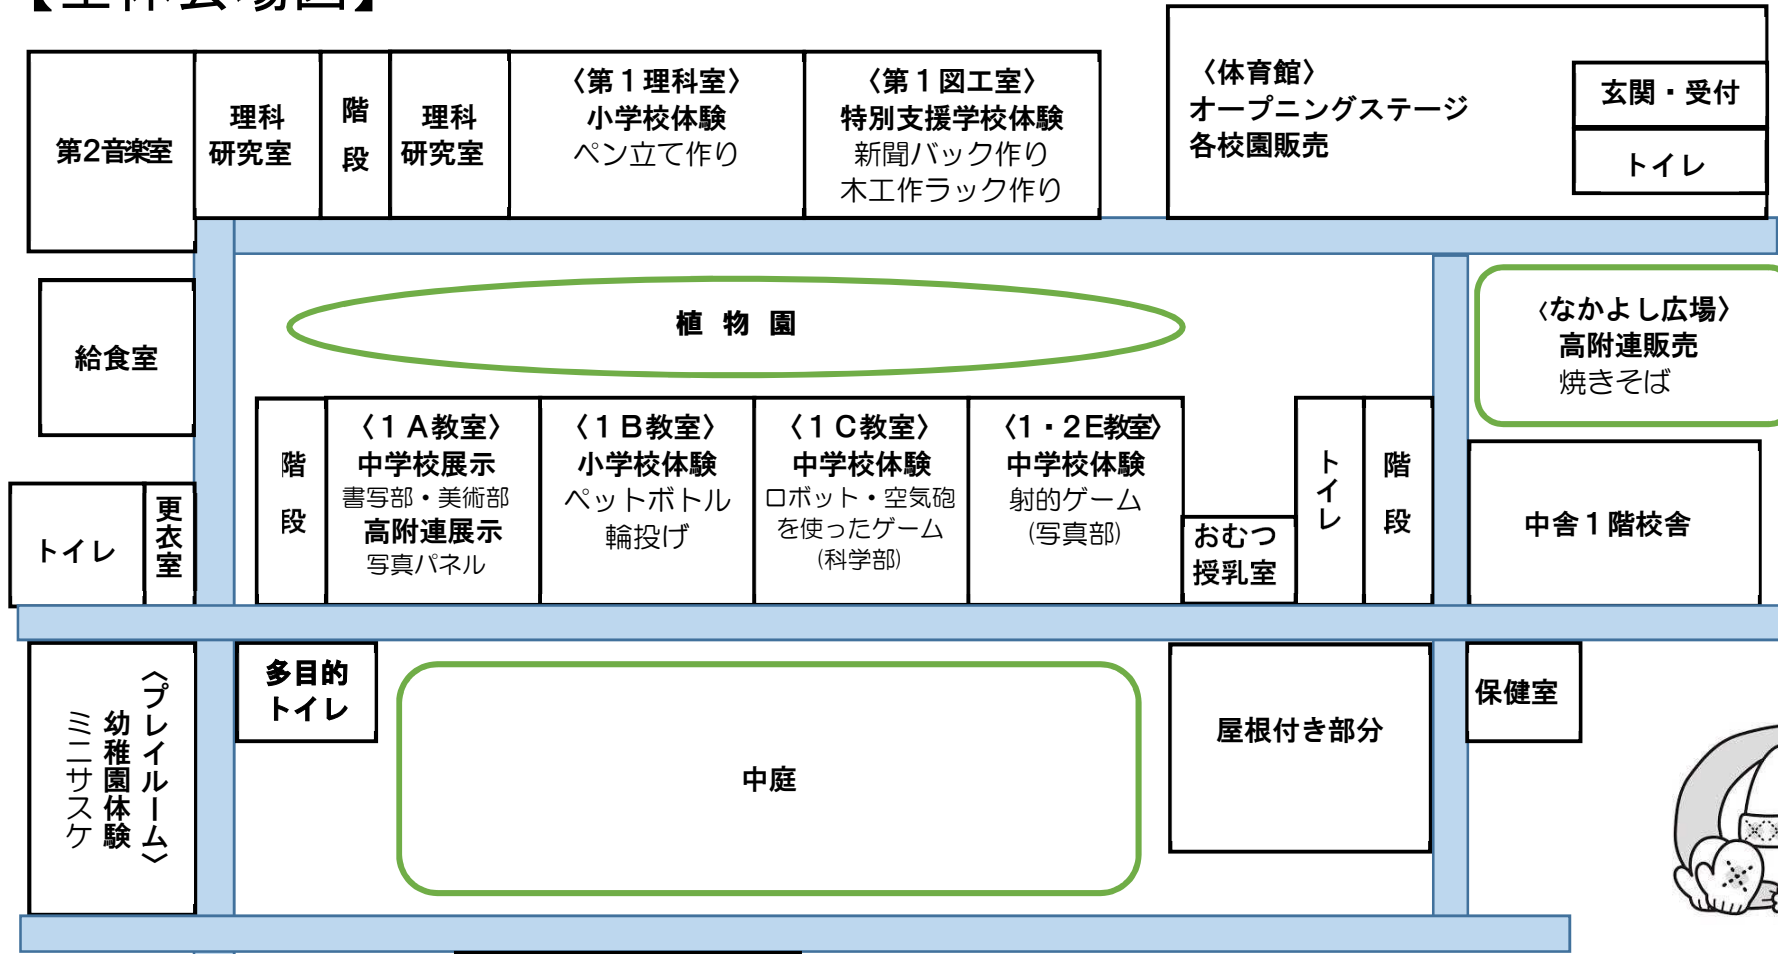 第2音楽室
理科
研究室
階
段
理科
研究室
〈第１理科室〉
小学校体験
ペン立て作り
〈第１図工室〉
特別支援学校体験
新聞バック作り
木工作ラック作り
〈体育館〉
オープニングステージ
各校園販売
玄関・受付
トイレ
給食室
植物園
〈なかよし広場〉
高附連販売
焼きそば
トイレ
更衣室
階
段
〈１Ａ教室〉
中学校展示
書写部・美術部
高附連展示
写真パネル
〈１Ｂ教室〉
小学校体験
ペットボトル
輪投げ
〈１Ｃ教室〉
中学校体験
ロボット・空気砲
を使ったゲーム
(科学部)
〈1・2E教室〉
中学校体験
射的ゲーム
(写真部)
おむつ
授乳室
トイレ
階
段
中舎１階校舎
〈プレイルーム〉
幼稚園体験
ミニサスケ
多目的
トイレ
中庭
屋根付き部分
保健室